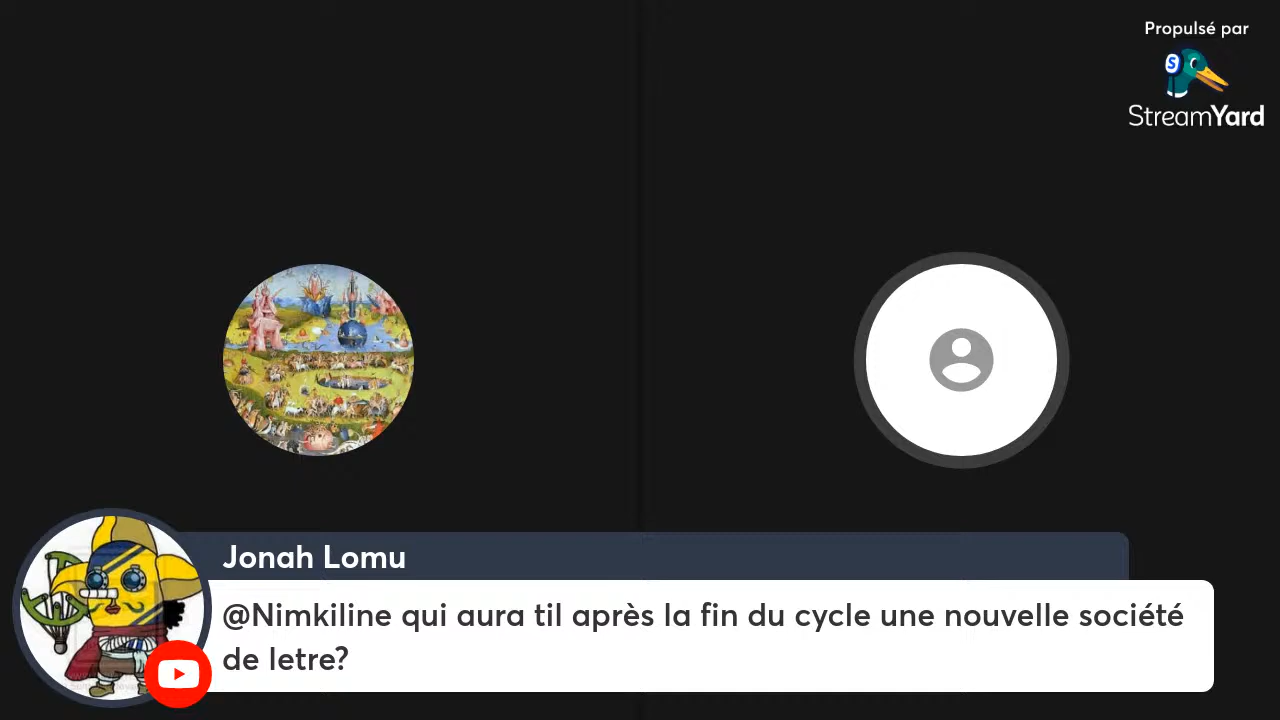 Propulsé par
S
StreamYard
Jonah Lomu
@Nimkiline qui aura til après la fin du cycle une nouvelle société
de letre?